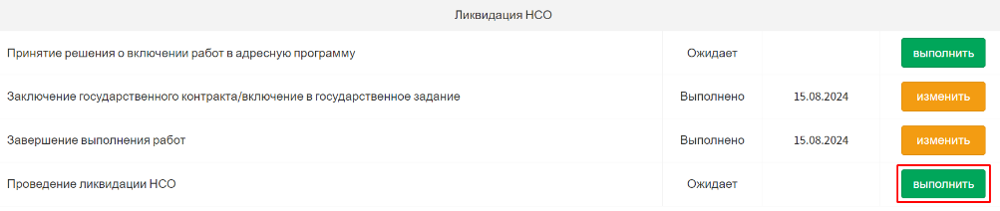 Ликвидация НСО
Принятие решения о включении работ в адресную программу Ожидает выполнить
Заключение государственного контракта/включение в государственное задание Выполнено 15.08.2024 изменить
Завершение выполнения работ Выполнено 15.08.2024 изменить
Проведение ликвидации НСО Ожидает выполнить